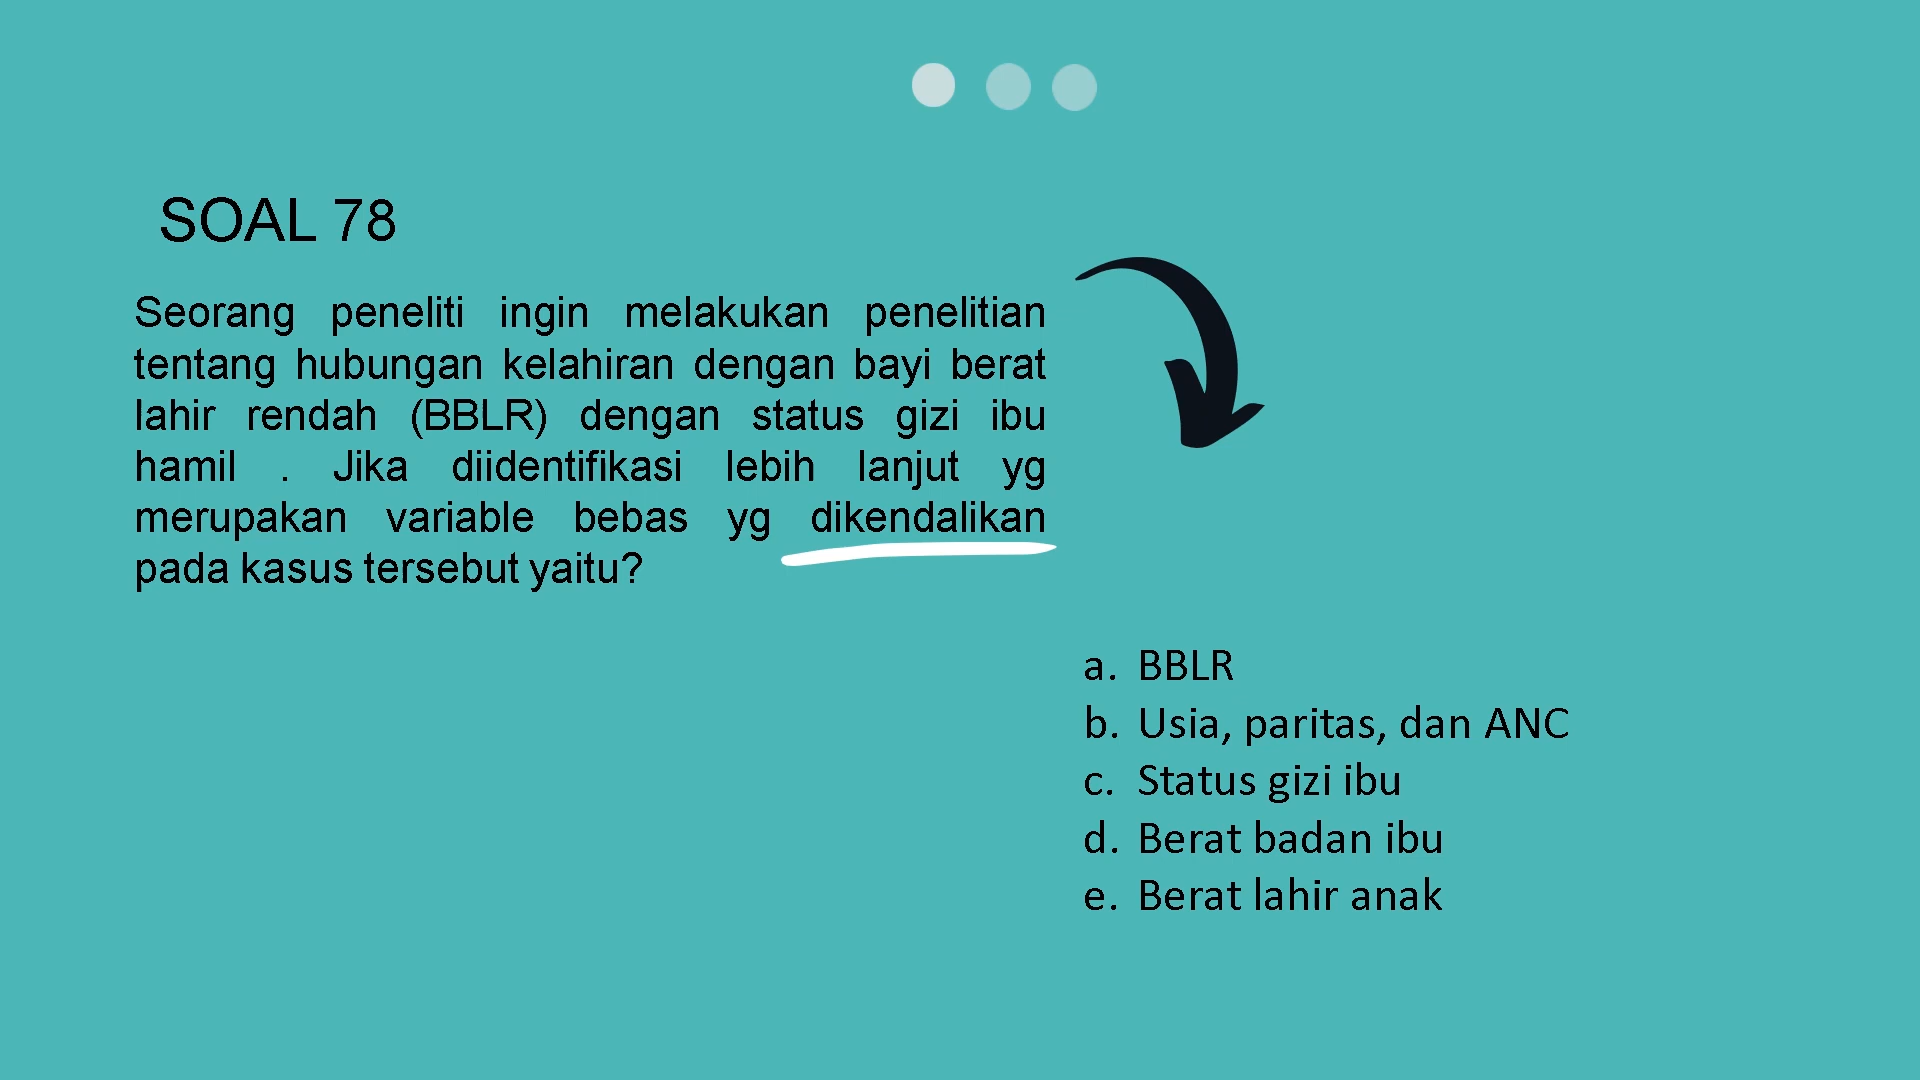 SOAL 78
Seorang peneliti ingin melakukan penelitian
tentang hubungan kelahiran dengan bayi berat
lahir rendah (BBLR) dengan status gizi ibu
hamil . Jika diidentifikasi lebih lanjut yg
merupakan variable bebas yg dikendalikan
pada kasus tersebut yaitu?
a. BBLR
b. Usia, paritas, dan ANC
c. Status gizi ibu
d. Berat badan ibu
e. Berat lahir anak